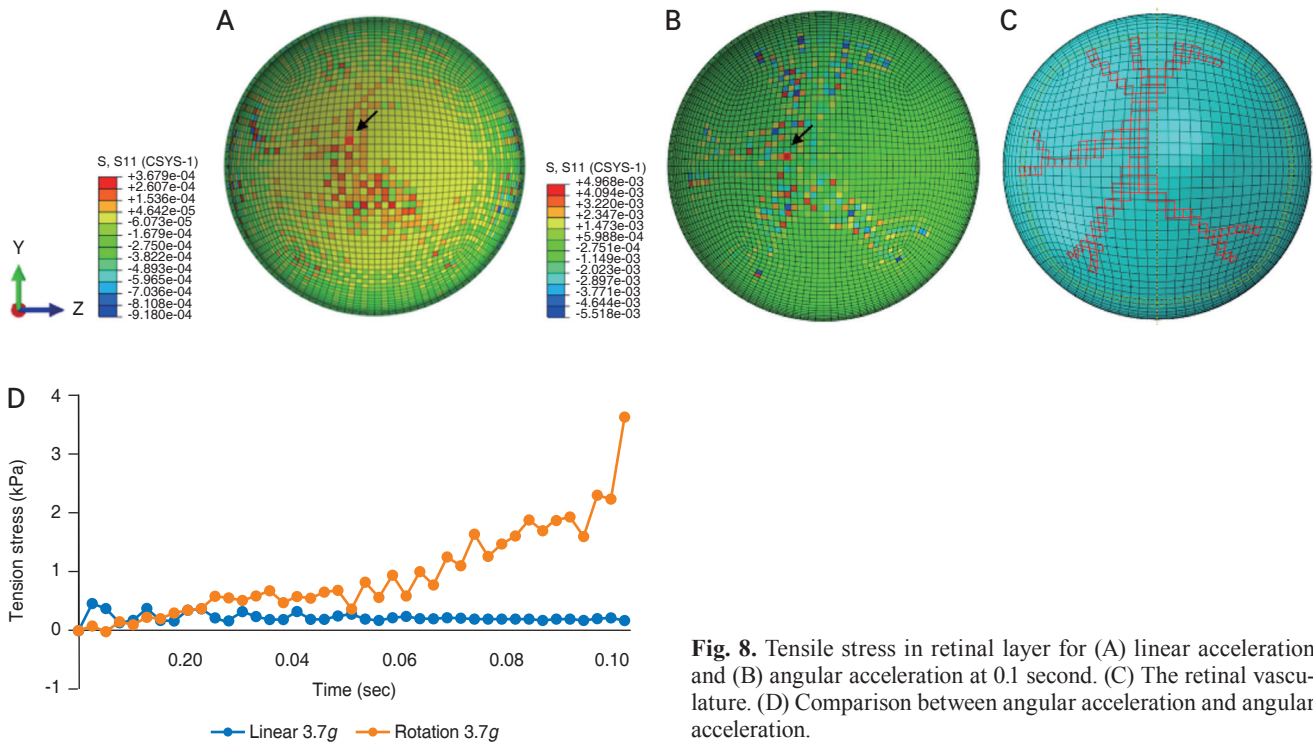 A
B
C
S, S11 (CSYS-1)
+3.679e-04
+2.607e-04
+1.536e-04
+4.642e-05
-6.073e-05
-1.679e-04
-2.750e-04
-3.822e-04
-4.893e-04
-5.965e-04
-7.036e-04
-8.108e-04
-9.180e-04
Y
Z
S, S11 (CSYS-1)
+4.968e-03
+4.094e-03
+3.220e-03
+2.347e-03
+1.473e-03
+5.988e-04
-2.751e-04
-1.149e-03
-2.023e-03
-2.897e-03
-3.771e-03
-4.644e-03
-5.518e-03
D
Tension stress (kPa)
4
3
2
1
0
-1
0.20
0.04
0.06
0.08
0.10
Time (sec)
Linear 3.7g
Rotation 3.7g
Fig. 8. Tensile stress in retinal layer for (A) linear acceleration
and (B) angular acceleration at 0.1 second. (C) The retinal vascu-
lature. (D) Comparison between angular acceleration and angular
acceleration.